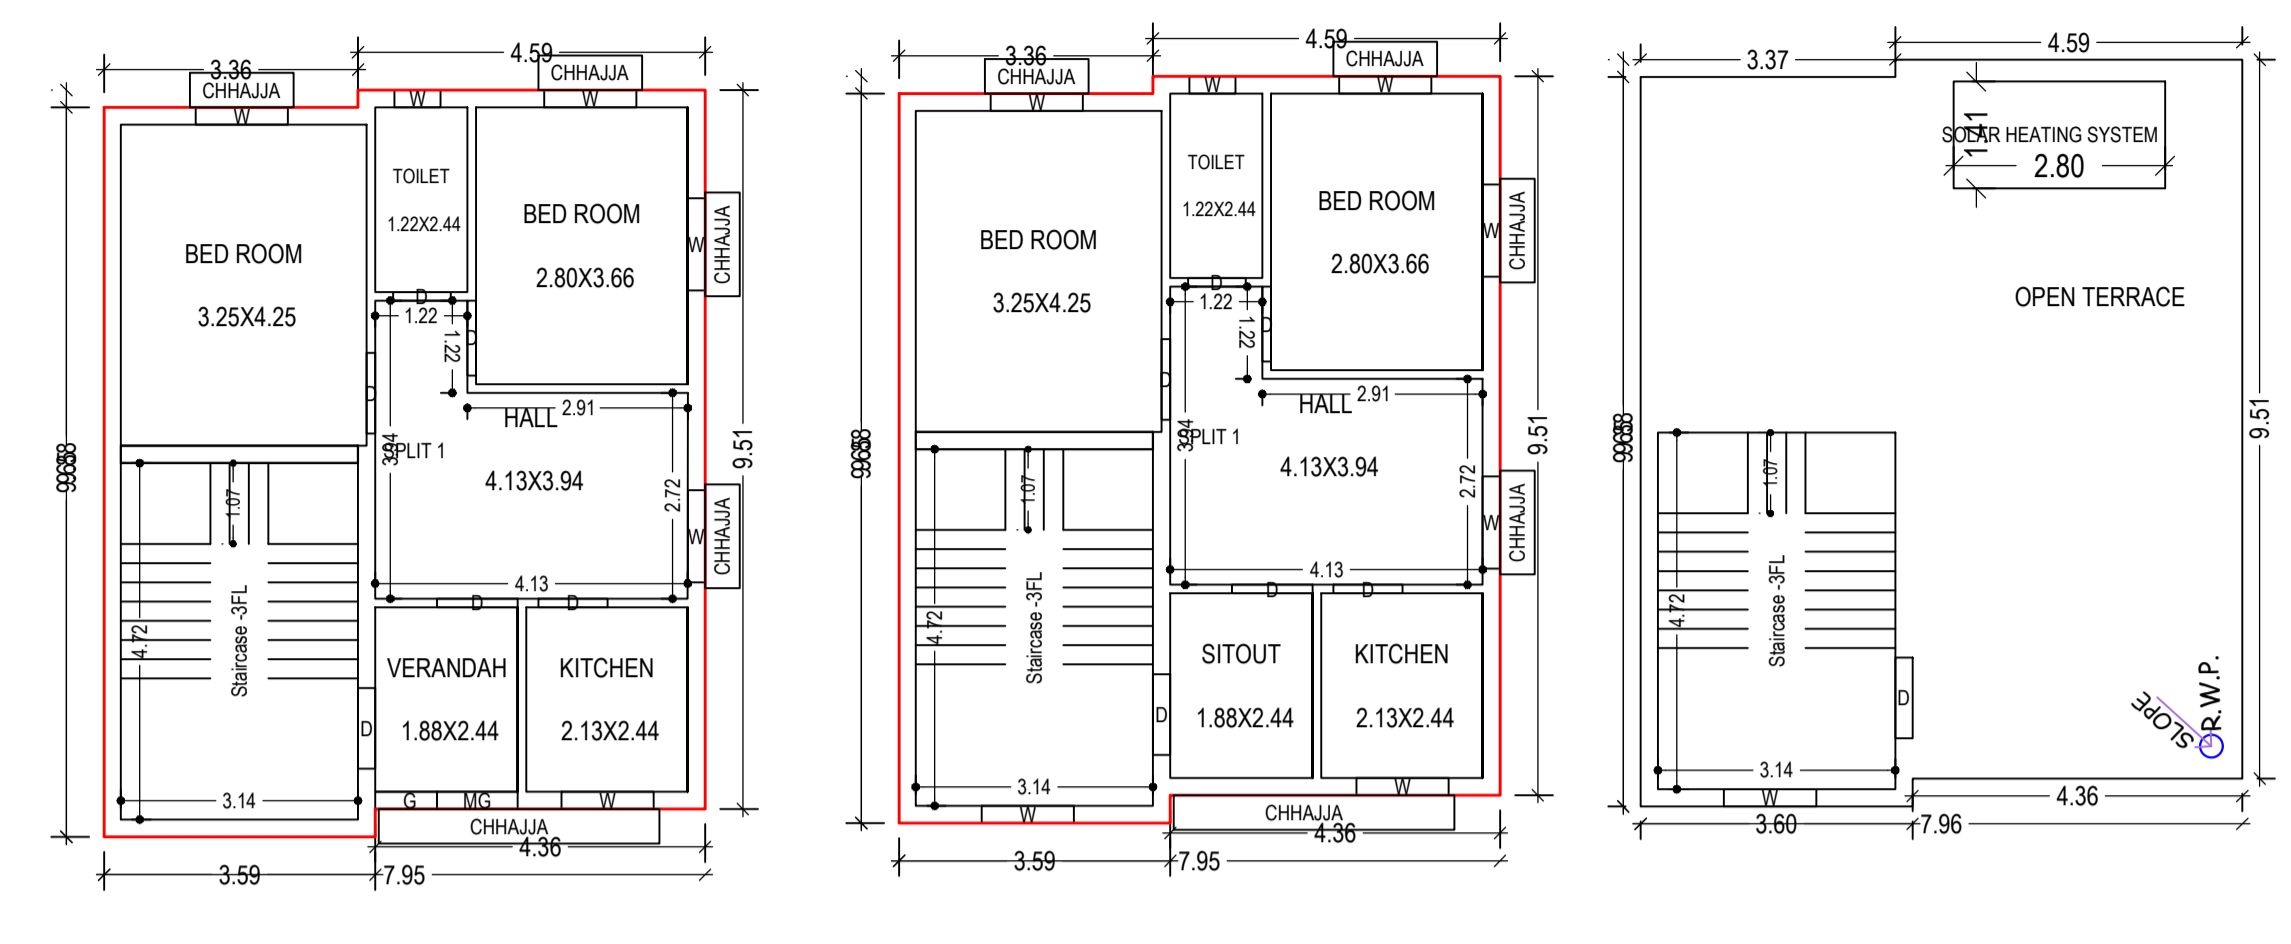 4.59
3.36
CHHAJJA
CHHAJJA
W
W
W
TOILET
1.22X2.44
BED ROOM
2.80X3.66
W
CHHAJJA
BED ROOM
3.25X4.25
D
1.22
1.22
D
D
2.91
HALL
SPLIT 1
3.94
4.13X3.94
2.72
9.51
W
CHHAJJA
1.07
4.13
D
D
Staircase -3FL
4.72
VERANDAH
1.88X2.44
KITCHEN
2.13X2.44
D
3.14
G
MG
W
CHHAJJA
4.36
3.59
7.95
4.59
3.36
CHHAJJA
CHHAJJA
W
W
W
TOILET
1.22X2.44
BED ROOM
2.80X3.66
W
CHHAJJA
BED ROOM
3.25X4.25
D
1.22
1.22
D
D
2.91
HALL
SPLIT 1
3.94
4.13X3.94
2.72
9.51
W
CHHAJJA
1.07
4.13
D
D
Staircase -3FL
4.72
SITOUT
1.88X2.44
KITCHEN
2.13X2.44
D
3.14
W
W
CHHAJJA
4.36
3.59
7.95
4.59
3.37
1.41
SOLAR HEATING SYSTEM
2.80
OPEN TERRACE
9.51
1.07
Staircase -3FL
4.72
D
SLOPE
R.W.P.
3.14
W
4.36
3.60
7.96